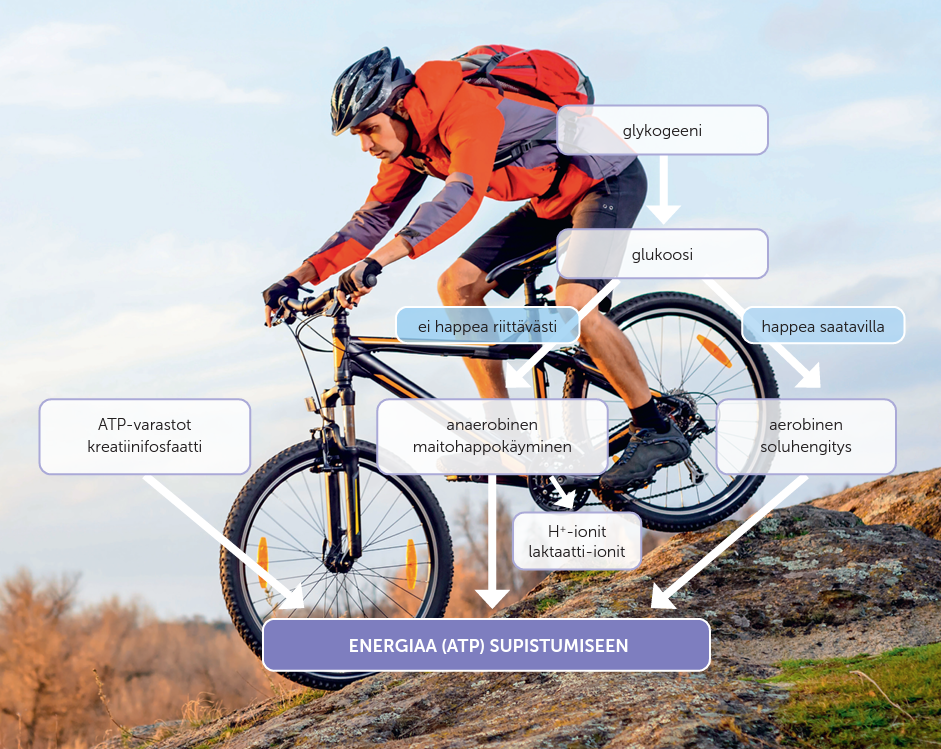 glykogeeni
glukoosi
ei happea riittävästi
happea saatavilla
ATP-varastot
kreatiinifosfaatti
anaerobinen
maitohappokäyminen
aerobinen
soluhengitys
H⁺-ionit
laktaatti-ionit
ENERGIAA (ATP) SUPISTUMISEEN